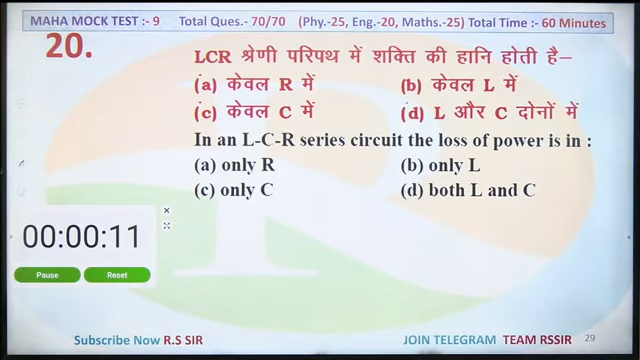 MAHA MOCK TEST :- 9 Total Ques.- 70/70 (Phy.-25, Eng.-20, Maths.-25) Total Time :- 60 Minutes
20.
LCR श्रेणी परिपथ में शक्ति की हानि होती है–
(a) केवल R में (b) केवल L में
(c) केवल C में (d) L और C दोनों में
In an L–C–R series circuit the loss of power is in :
(a) only R (b) only L
(c) only C (d) both L and C
00:00:11
Pause Reset
Subscribe Now R.S SIR JOIN TELEGRAM TEAM RSSIR 29